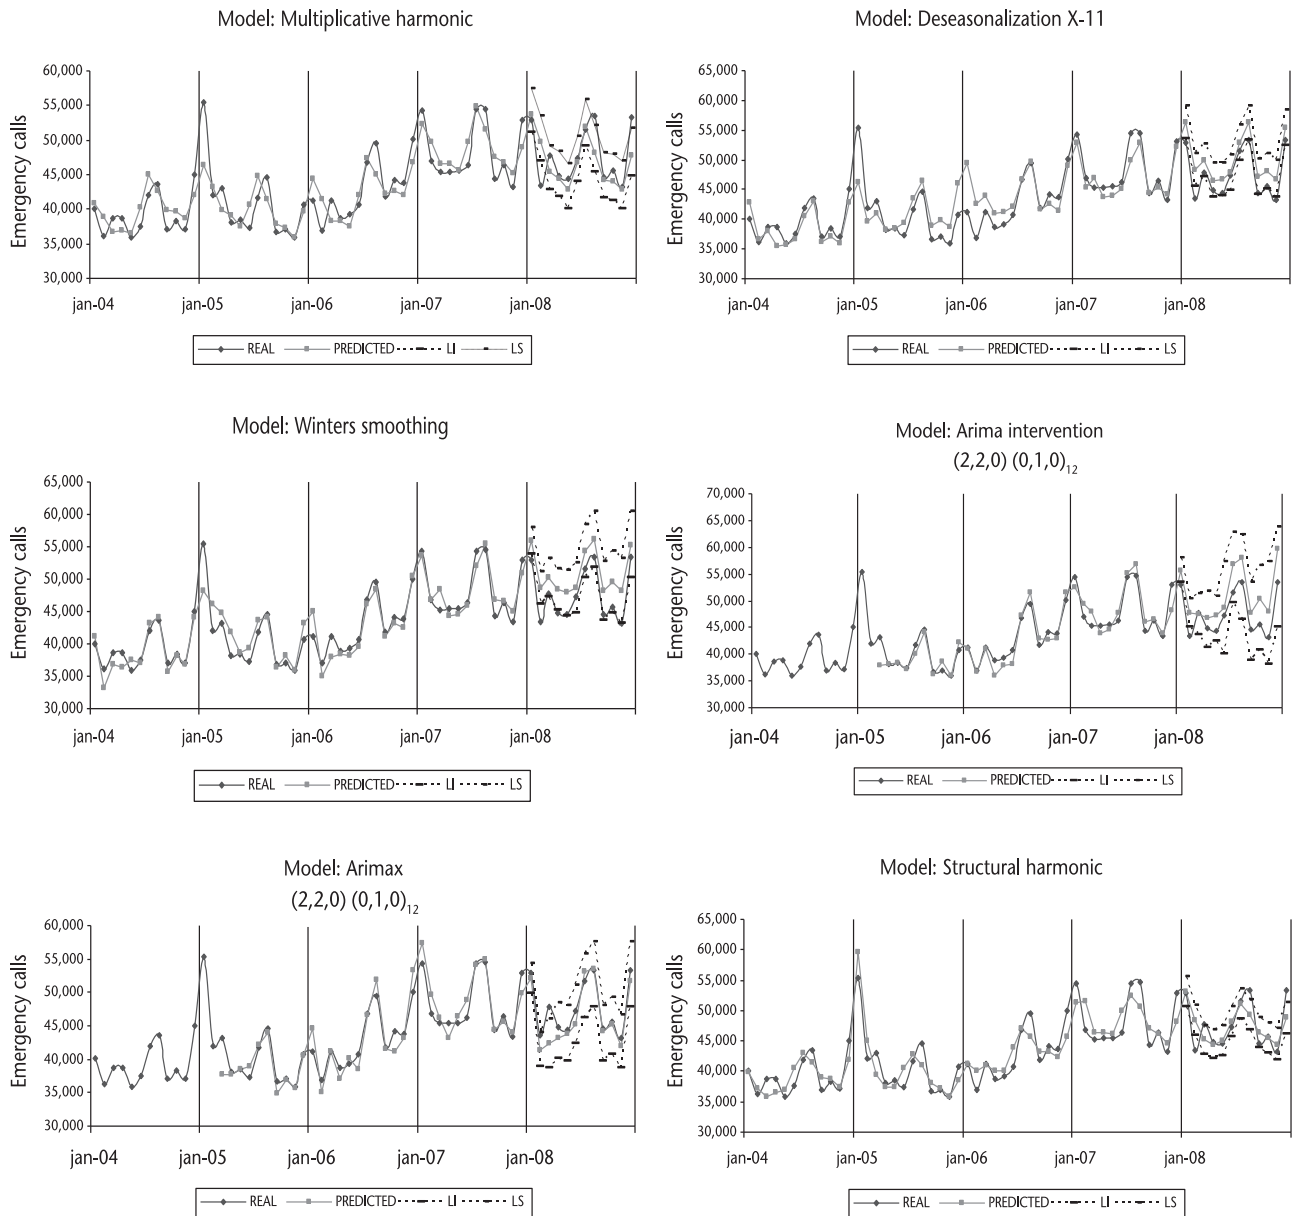 Model: Multiplicative harmonic
Emergency calls
60,000
55,000
50,000
45,000
40,000
35,000
30,000
jan-04 jan-05 jan-06 jan-07 jan-08
REAL PREDICTED LI LS
Model: Deseasonalization X-11
Emergency calls
65,000
60,000
55,000
50,000
45,000
40,000
35,000
30,000
jan-04 jan-05 jan-06 jan-07 jan-08
REAL PREDICTED LI LS
Model: Winters smoothing
Emergency calls
65,000
60,000
55,000
50,000
45,000
40,000
35,000
30,000
jan-04 jan-05 jan-06 jan-07 jan-08
REAL PREDICTED LI LS
Model: Arima intervention
(2,2,0) (0,1,0)12
Emergency calls
70,000
65,000
60,000
55,000
50,000
45,000
40,000
35,000
30,000
jan-04 jan-05 jan-06 jan-07 jan-08
REAL PREDICTED LI LS
Model: Arimax
(2,2,0) (0,1,0)12
Emergency calls
60,000
55,000
50,000
45,000
40,000
35,000
30,000
jan-04 jan-05 jan-06 jan-07 jan-08
REAL PREDICTED LI LS
Model: Structural harmonic
Emergency calls
65,000
60,000
55,000
50,000
45,000
40,000
35,000
30,000
jan-04 jan-05 jan-06 jan-07 jan-08
REAL PREDICTED LI LS